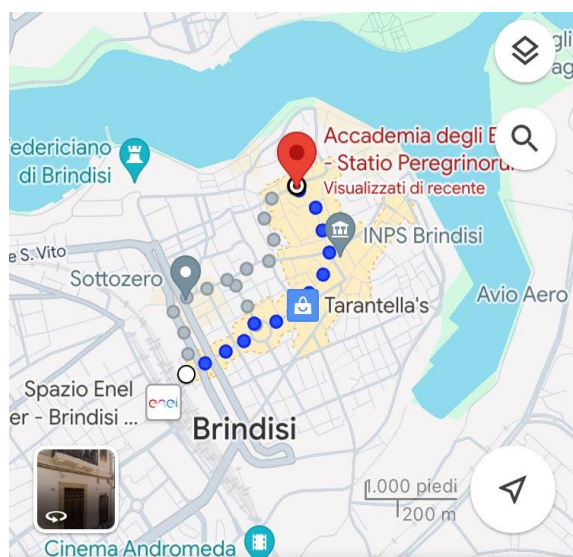 Accademia degli E
- Statio Peregrinoru
Visualizzati di recente
edericiano
di Brindisi
INPS Brindisi
e S. Vito
Sottozero
Avio Aero
Tarantella's
Spazio Enel
er - Brindisi ...
enel
Brindisi
1.000 piedi
200 m
Cinema Andromeda